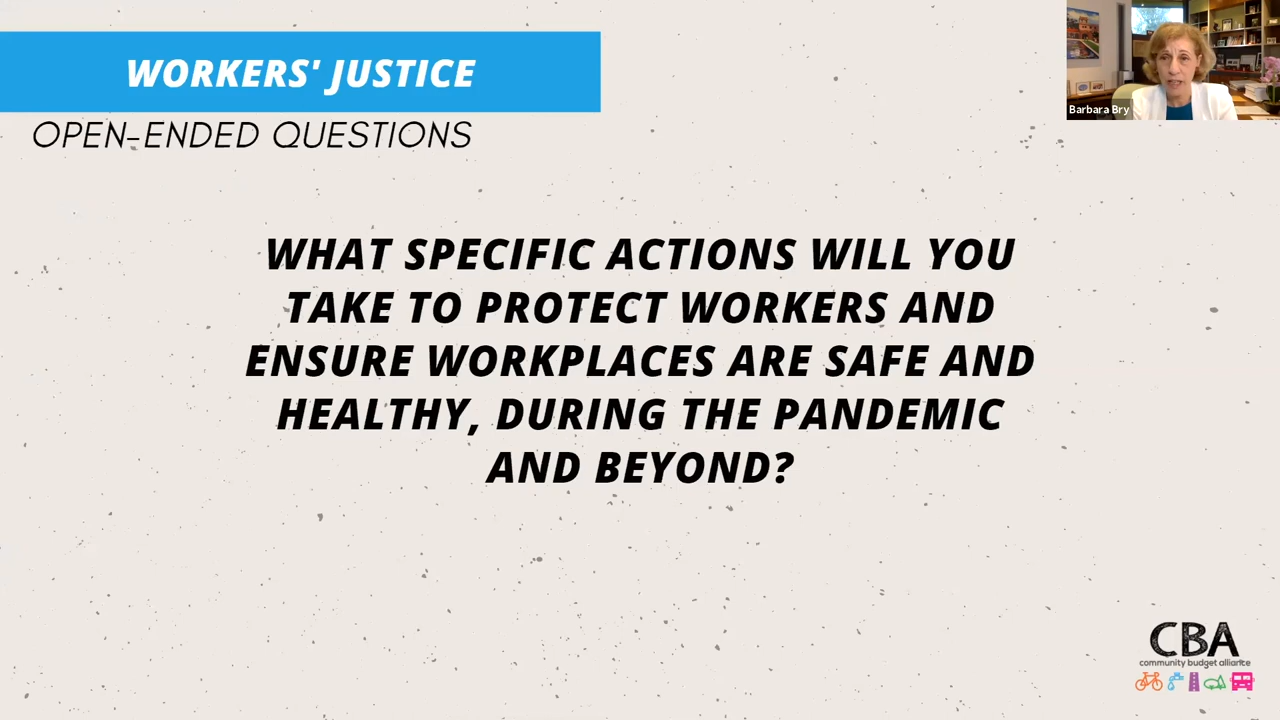 WORKERS' JUSTICE
OPEN-ENDED QUESTIONS
Barbara Bry
WHAT SPECIFIC ACTIONS WILL YOU
TAKE TO PROTECT WORKERS AND
ENSURE WORKPLACES ARE SAFE AND
HEALTHY, DURING THE PANDEMIC
AND BEYOND?
CBA
community budget alliance